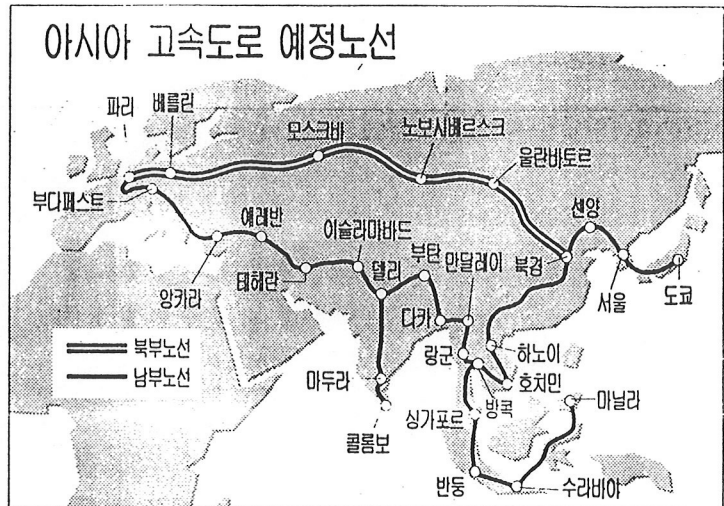 아시아 고속도로 예정노선
파리
베를린
모스크바
노보시베르스크
울란바토르
부다페스트
예레반
이슬라마바드
선양
앙카라
테헤란
델리
부탄
만달레이
북경
서울
도쿄
다카
랑군
하노이
북부노선
남부노선
마두라
방콕
호치민
마닐라
콜롬보
싱가포르
반둥
수라바야